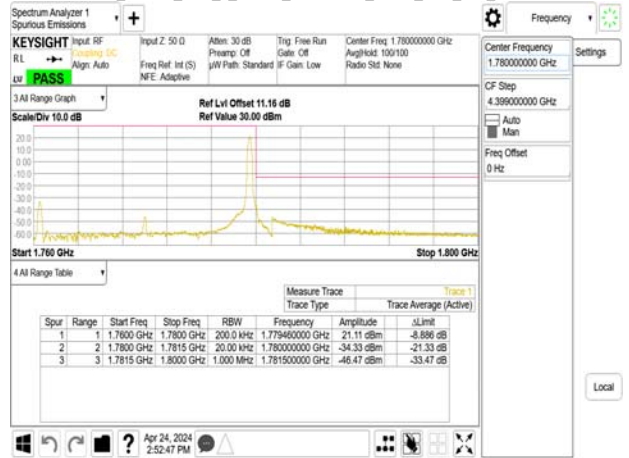 Spectrum Analyzer 1
Spurious Emissions
Frequency
Settings
KEYSIGHT
RL
PASS
Input: RF
Coupling: DC
Align: Auto
Input Z: 50 Ω
Freq Ref: Int (S)
NFE: Adaptive
Atten: 30 dB
Preamp: Off
µW Path: Standard
Trig: Free Run
Gate: Off
IF Gain: Low
Center Freq: 1.780000000 GHz
Avg|Hold: 100/100
Radio Std: None
Center Frequency
1.780000000 GHz
CF Step
4.399000000 GHz
Auto
Man
Freq Offset
0 Hz
3 All Range Graph
Scale/Div 10.0 dB
Ref Lvl Offset 11.16 dB
Ref Value 30.00 dBm
20.0
10.0
0.00
-10.0
-20.0
-30.0
-40.0
-50.0
-60.0
Start 1.760 GHz
Stop 1.800 GHz
4 All Range Table
Measure Trace Trace 1
Trace Type Trace Average (Active)
Spur Range Start Freq Stop Freq RBW Frequency Amplitude ΔLimit
1 1 1.7600 GHz 1.7800 GHz 200.0 kHz 1.779460000 GHz 21.11 dBm -8.886 dB
2 2 1.7800 GHz 1.7815 GHz 20.00 kHz 1.780000000 GHz -34.33 dBm -21.33 dB
3 3 1.7815 GHz 1.8000 GHz 1.000 MHz 1.781500000 GHz -46.47 dBm -33.47 dB
Local
Apr 24, 2024
2:52:47 PM